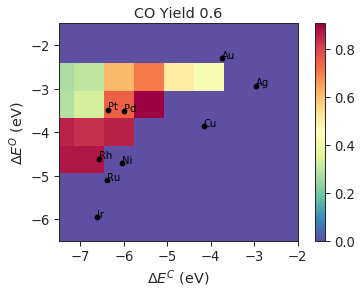 CO Yield 0.6
−2
−3
−4
−5
−6
ΔE^O (eV)
Au
Ag
Pt
Pd
Cu
Rh
Ni
Ru
Ir
−7
−6
−5
−4
−3
−2
ΔE^C (eV)
0.8
0.6
0.4
0.2
0.0